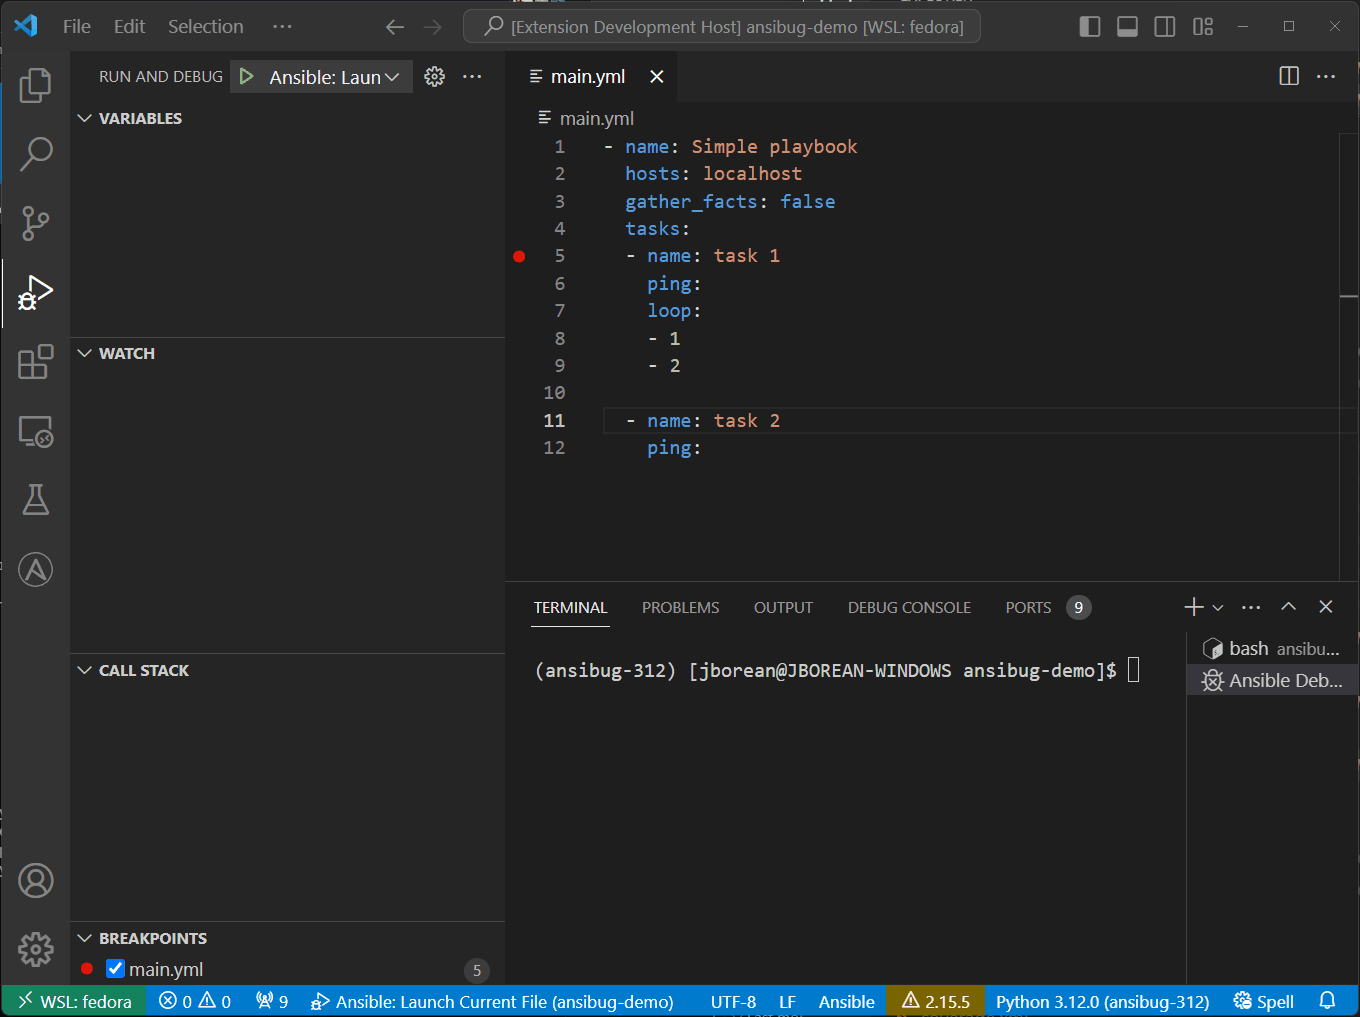 File Edit Selection ··· [Extension Development Host] ansibug-demo [WSL: fedora]
RUN AND DEBUG Ansible: Laun ···
VARIABLES
WATCH
CALL STACK
BREAKPOINTS
main.yml 5
main.yml
main.yml
1 - name: Simple playbook
2 hosts: localhost
3 gather_facts: false
4 tasks:
5 - name: task 1
6 ping:
7 loop:
8 - 1
9 - 2
10
11 - name: task 2
12 ping:
TERMINAL PROBLEMS OUTPUT DEBUG CONSOLE PORTS 9
(ansibug-312) [jborean@JBOREAN-WINDOWS ansibug-demo]$
bash ansibu...
Ansible Deb...
WSL: fedora 0 0 9 Ansible: Launch Current File (ansibug-demo) UTF-8 LF Ansible 2.15.5 Python 3.12.0 (ansibug-312) Spell